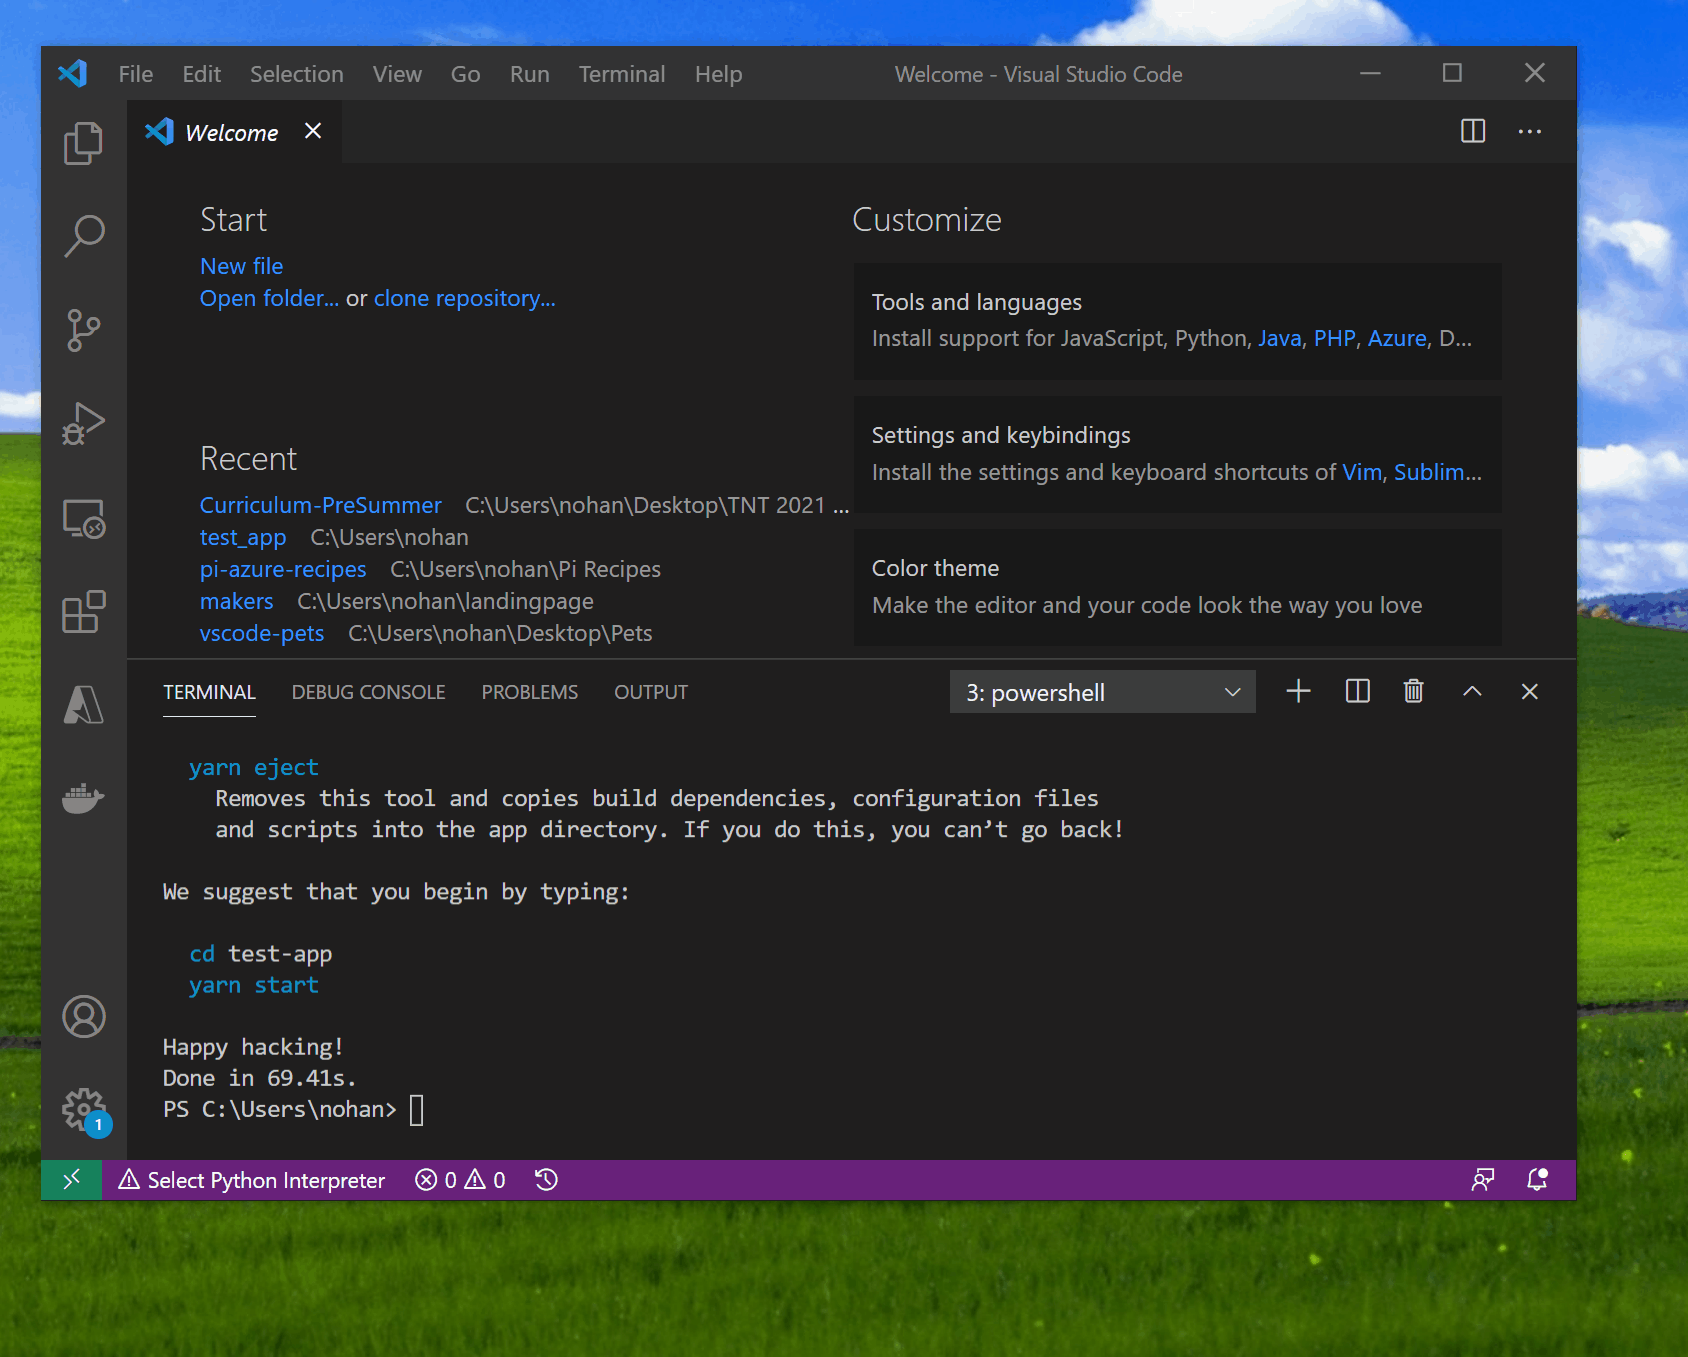 File Edit Selection View Go Run Terminal Help Welcome - Visual Studio Code
Welcome
Start
New file
Open folder... or clone repository...
Recent
Curriculum-PreSummer C:\Users\nohan\Desktop\TNT 2021 ...
test_app C:\Users\nohan
pi-azure-recipes C:\Users\nohan\Pi Recipes
makers C:\Users\nohan\landingpage
vscode-pets C:\Users\nohan\Desktop\Pets
Customize
Tools and languages
Install support for JavaScript, Python, Java, PHP, Azure, D...
Settings and keybindings
Install the settings and keyboard shortcuts of Vim, Sublim...
Color theme
Make the editor and your code look the way you love
TERMINAL DEBUG CONSOLE PROBLEMS OUTPUT 3: powershell
yarn eject
Removes this tool and copies build dependencies, configuration files
and scripts into the app directory. If you do this, you can’t go back!
We suggest that you begin by typing:
cd test-app
yarn start
Happy hacking!
Done in 69.41s.
PS C:\Users\nohan>
1
Select Python Interpreter 0 0